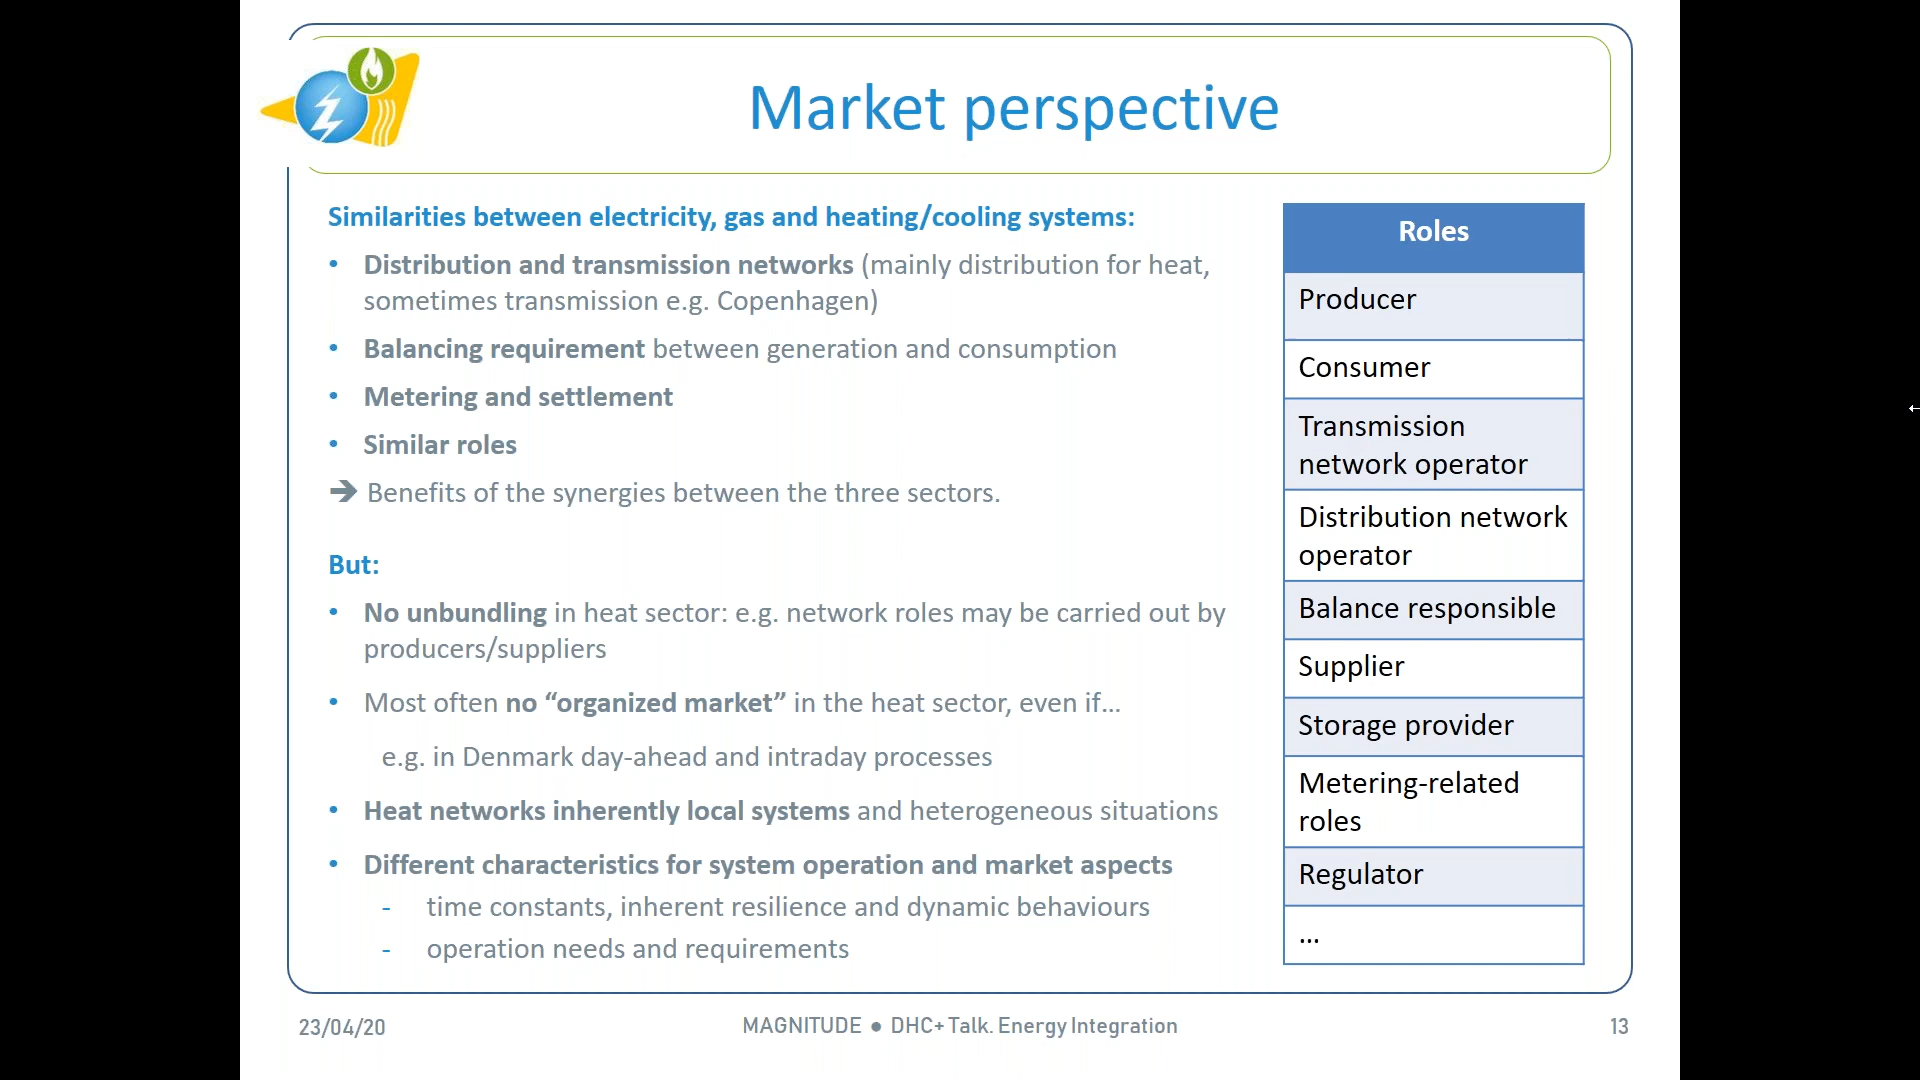 Market perspective
Similarities between electricity, gas and heating/cooling systems:
• Distribution and transmission networks (mainly distribution for heat,
sometimes transmission e.g. Copenhagen)
• Balancing requirement between generation and consumption
• Metering and settlement
• Similar roles
➔ Benefits of the synergies between the three sectors.
But:
• No unbundling in heat sector: e.g. network roles may be carried out by
producers/suppliers
• Most often no “organized market” in the heat sector, even if…
e.g. in Denmark day-ahead and intraday processes
• Heat networks inherently local systems and heterogeneous situations
• Different characteristics for system operation and market aspects
- time constants, inherent resilience and dynamic behaviours
- operation needs and requirements
Roles
Producer
Consumer
Transmission
network operator
Distribution network
operator
Balance responsible
Supplier
Storage provider
Metering-related
roles
Regulator
...
23/04/20
MAGNITUDE ● DHC+ Talk. Energy Integration
13